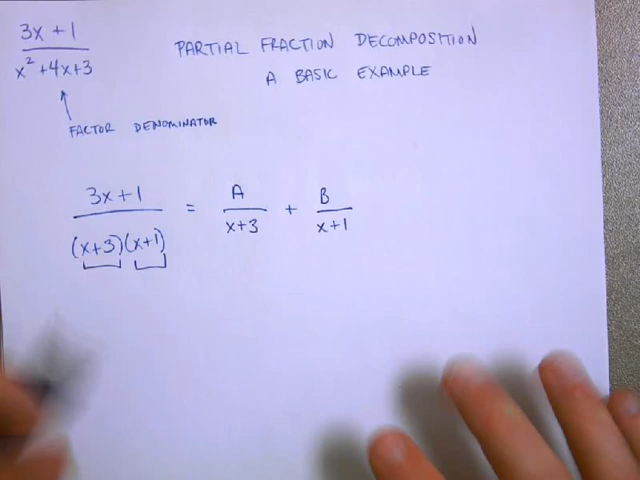 3x + 1
x² + 4x + 3
PARTIAL FRACTION DECOMPOSITION
A BASIC EXAMPLE
FACTOR DENOMINATOR
3x + 1 = A + B
(x+3)(x+1) x+3 x+1